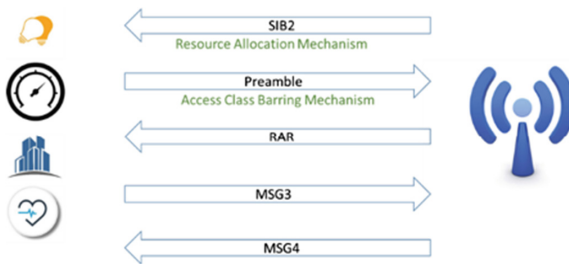 SIB2
Resource Allocation Mechanism
Preamble
Access Class Barring Mechanism
RAR
MSG3
MSG4